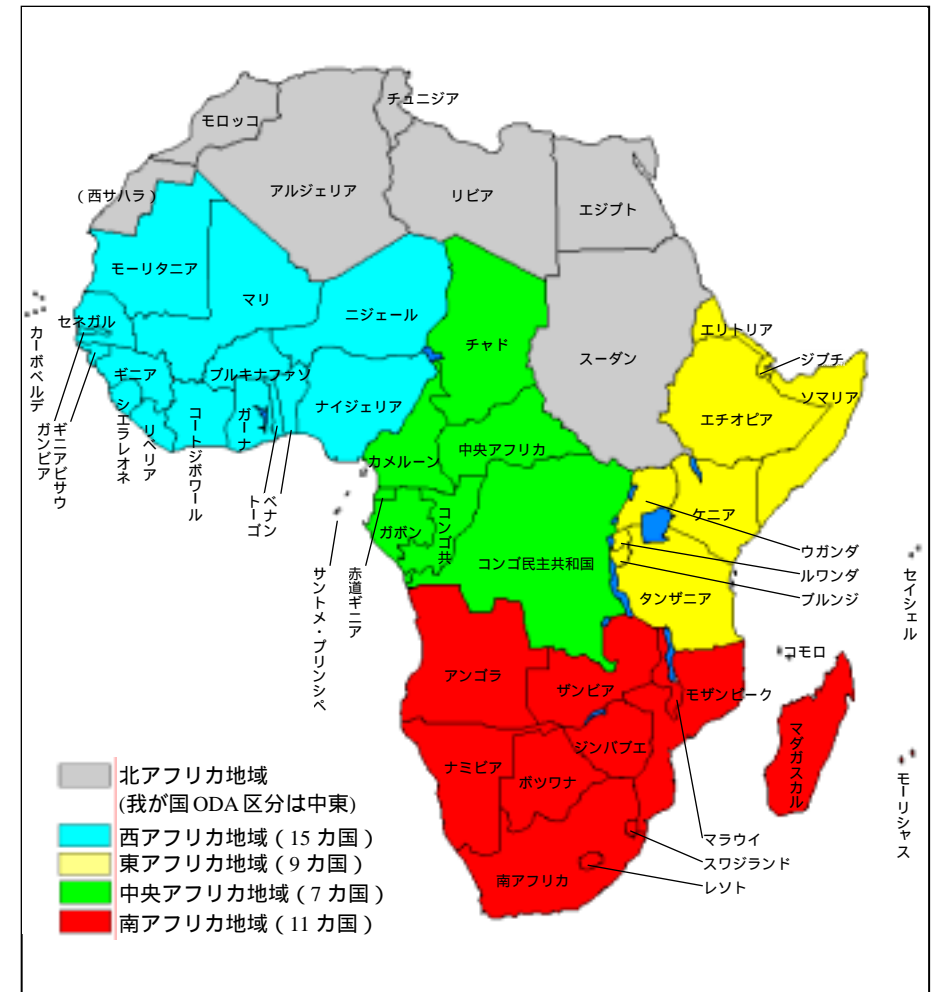 チュニジア
モロッコ
アルジェリア
リビア
(西サハラ)
エジプト
モーリタニア
マリ
ニジェール
チャド
スーダン
エリトリア
ジプチ
ソマリア
エチオピア
セネガル
カーボベルデ
ギニア
ブルキナファソ
ナイジェリア
ガンビア
ギニアビサウ
シエラレオネ
リベリア
コートジボワール
ガーナ
トーゴ
ベナン
カメルーン
中央アフリカ
ガボン
コンゴ共
コンゴ民主共和国
サントメ・プリンシペ
赤道ギニア
ケニア
ウガンダ
ルワンダ
ブルンジ
タンザニア
セイシェル
コモロ
アンゴラ
ザンビア
モザンビーク
マダガスカル
ナミビア
ボツワナ
ジンバブエ
モーリシャス
マラウイ
スワジランド
レソト
南アフリカ
北アフリカ地域
(我が国ODA区分は中東)
西アフリカ地域(15カ国)
東アフリカ地域(9カ国)
中央アフリカ地域(7カ国)
南アフリカ地域(11カ国)